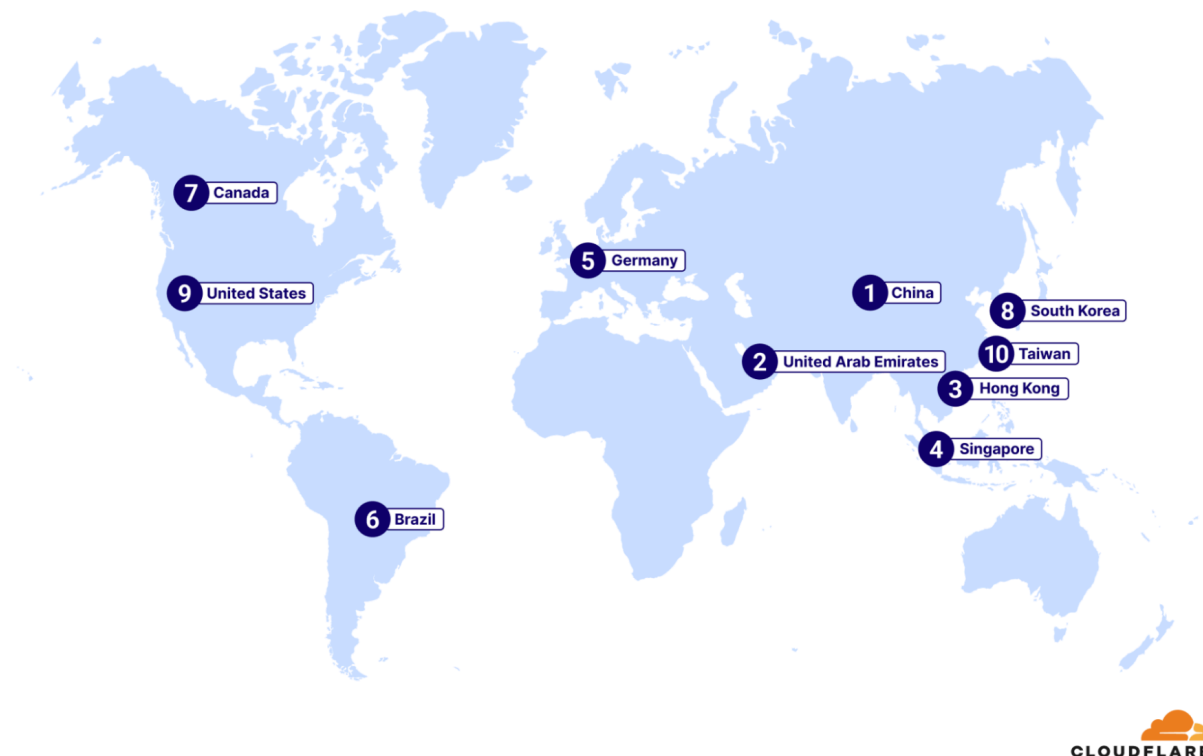 7 Canada
5 Germany
9 United States
1 China
8 South Korea
10 Taiwan
2 United Arab Emirates
3 Hong Kong
4 Singapore
6 Brazil
CLOUDFLAR